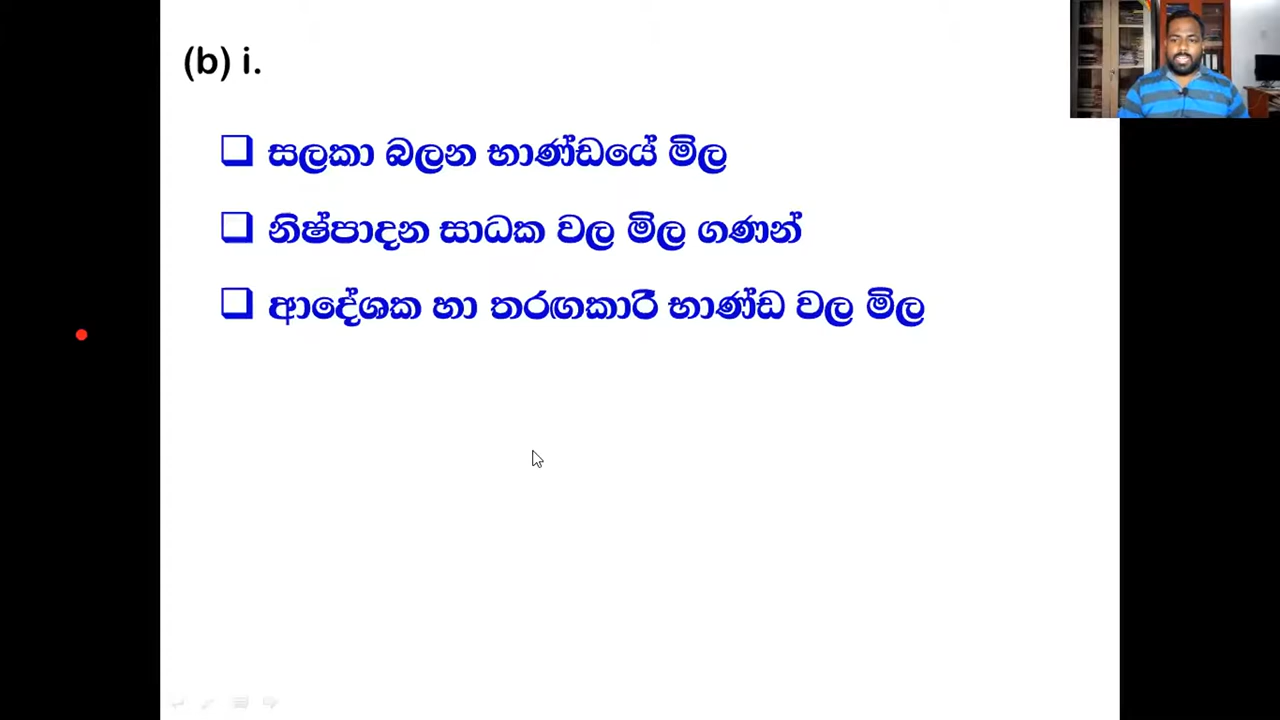 (b) i.
සලකා බලන භාණ්ඩයේ මිල
නිෂ්පාදන සාධක වල මිල ගණන්
ආදේශක හා තරඟකාරී භාණ්ඩ වල මිල